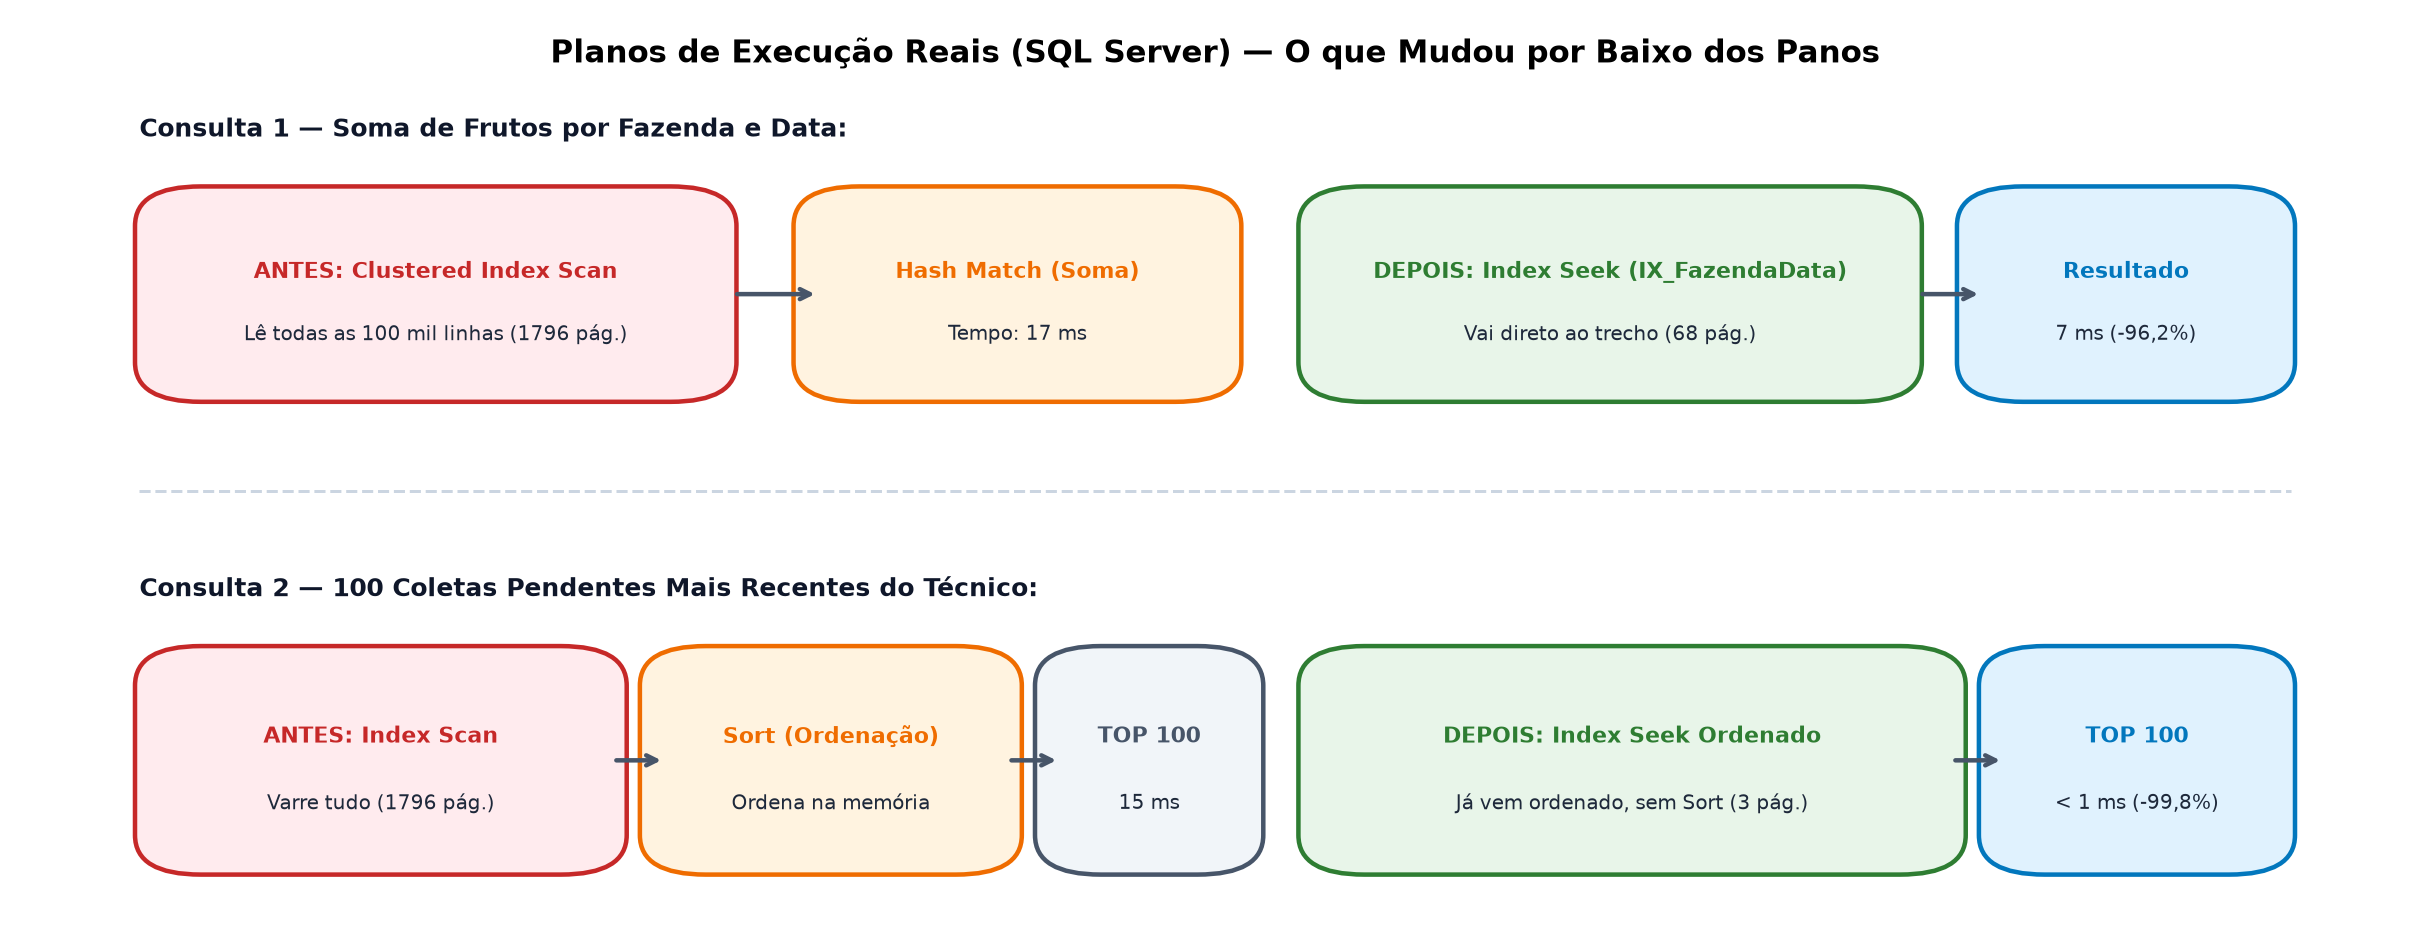 Planos de Execução Reais (SQL Server) — O que Mudou por Baixo dos Panos
Consulta 1 — Soma de Frutos por Fazenda e Data:
ANTES: Clustered Index Scan
Lê todas as 100 mil linhas (1796 pág.)
Hash Match (Soma)
Tempo: 17 ms
DEPOIS: Index Seek (IX_FazendaData)
Vai direto ao trecho (68 pág.)
Resultado
7 ms (-96,2%)
Consulta 2 — 100 Coletas Pendentes Mais Recentes do Técnico:
ANTES: Index Scan
Varre tudo (1796 pág.)
Sort (Ordenação)
Ordena na memória
TOP 100
15 ms
DEPOIS: Index Seek Ordenado
Já vem ordenado, sem Sort (3 pág.)
TOP 100
< 1 ms (-99,8%)